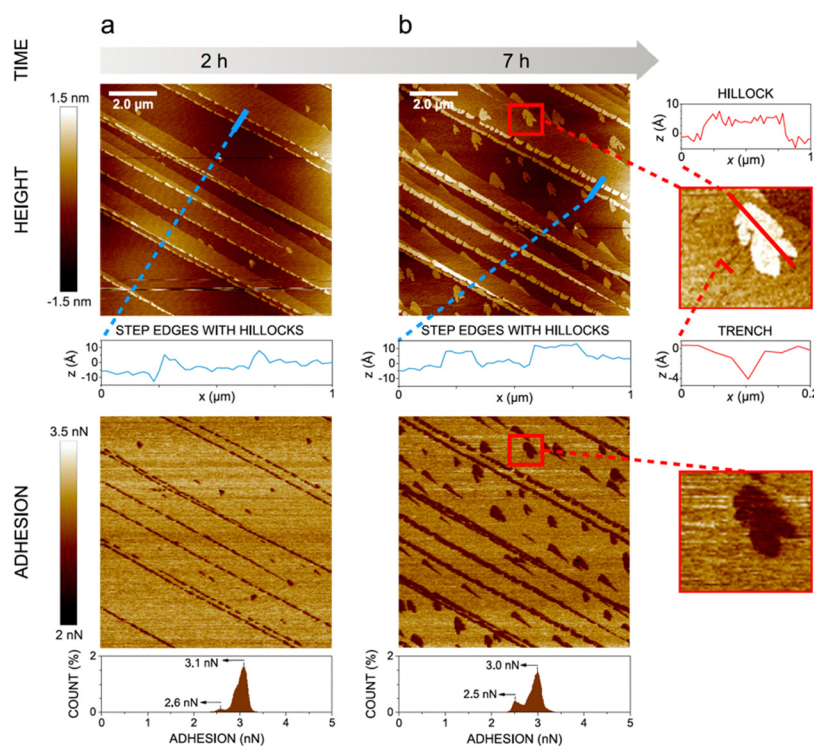 a
b
TIME
2 h
7 h
2.0 µm
2.0 µm
1.5 nm
-1.5 nm
HEIGHT
HILLOCK
z (Å)
10
0
0
1
x (µm)
STEP EDGES WITH HILLOCKS
z (Å)
10
0
-10
0
1
x (µm)
STEP EDGES WITH HILLOCKS
z (Å)
10
0
-10
0
1
x (µm)
TRENCH
z (Å)
0
-4
0
0.2
x (µm)
3.5 nN
2 nN
ADHESION
COUNT (%)
2
1
0
3.1 nN
2.6 nN
0 1 2 3 4 5
ADHESION (nN)
COUNT (%)
2
1
0
3.0 nN
2.5 nN
0 1 2 3 4 5
ADHESION (nN)